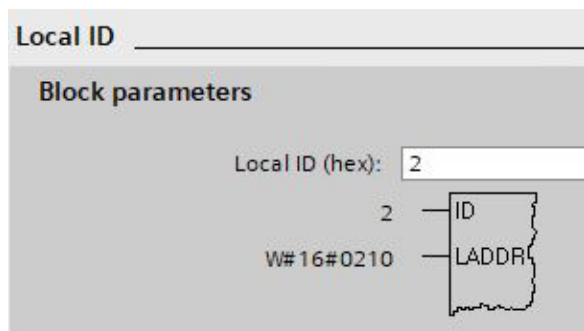 Local ID
Block parameters
Local ID (hex): 2
2 ID
W#16#0210 LADDR